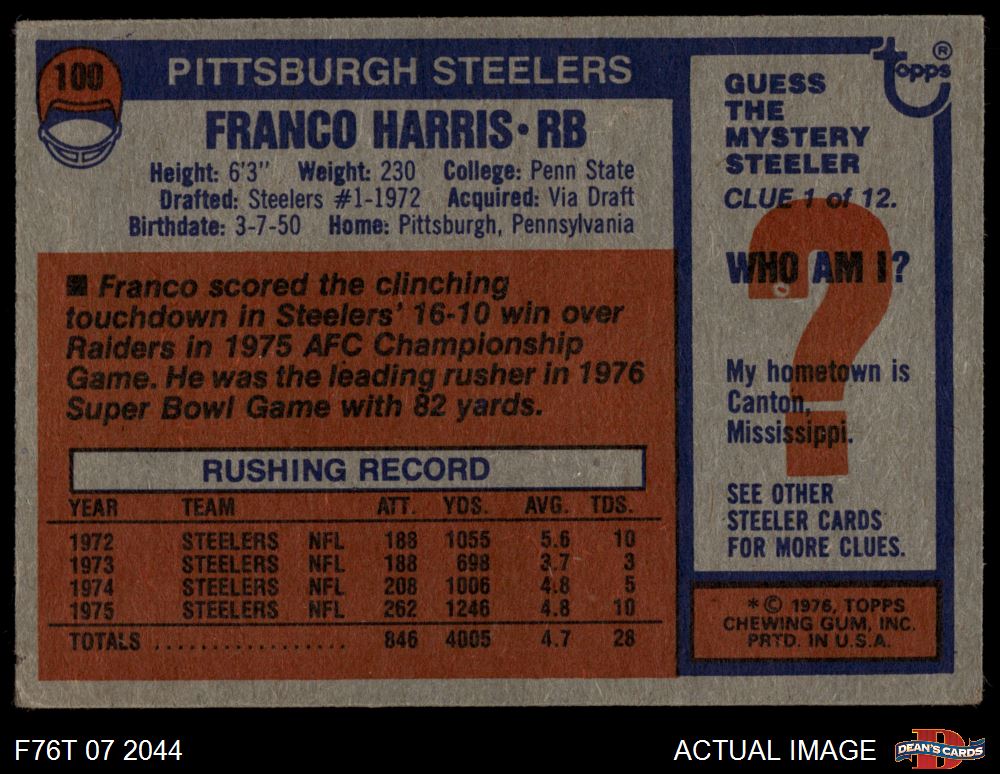 100
PITTSBURGH STEELERS
FRANCO HARRIS • RB
Height: 6'3" Weight: 230 College: Penn State
Drafted: Steelers #1-1972 Acquired: Via Draft
Birthdate: 3-7-50 Home: Pittsburgh, Pennsylvania
Franco scored the clinching
touchdown in Steelers' 16-10 win over
Raiders in 1975 AFC Championship
Game. He was the leading rusher in 1976
Super Bowl Game with 82 yards.
RUSHING RECORD
YEAR TEAM ATT. YDS. AVG. TDS.
1972 STEELERS NFL 188 1055 5.6 10
1973 STEELERS NFL 188 698 3.7 3
1974 STEELERS NFL 208 1006 4.8 5
1975 STEELERS NFL 262 1246 4.8 10
TOTALS .................. 846 4005 4.7 28
Topps ®
GUESS
THE
MYSTERY
STEELER
CLUE 1 of 12.
?
WHO AM I?
My hometown is
Canton,
Mississippi.
SEE OTHER
STEELER CARDS
FOR MORE CLUES.
* © 1976, TOPPS
CHEWING GUM, INC.
PRTD. IN U.S.A.
F76T 07 2044
ACTUAL IMAGE
D
DEAN'S CARDS